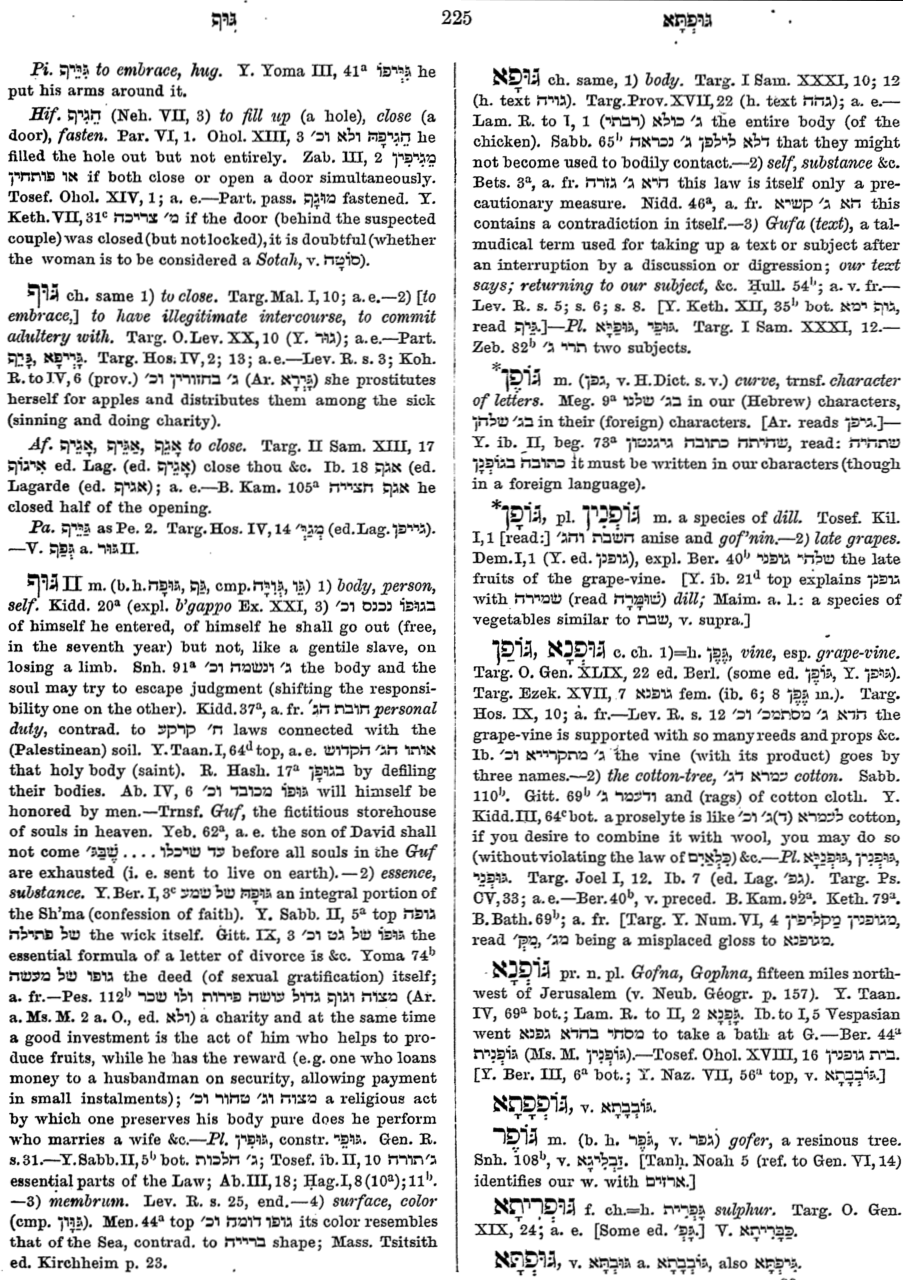 גּוּף
225
גּוּפְתָּא
Pi. גִּיֵּיף to embrace, hug. Y. Yoma III, 41ª גִּיְּיפוֹ he
put his arms around it.
Hif. הֵגִיף (Neh. VII, 3) to fill up (a hole), close (a
door), fasten. Par. VI, 1. Ohol. XIII, 3 הֱגִיפָהּ ולא וכ׳ he
filled the hole out but not entirely. Zab. III, 2 מְגִיפִין
או פותחין if both close or open a door simultaneously.
Tosef. Ohol. XIV, 1; a. e.—Part. pass. מוּגָף fastened. Y.
Keth. VII, 31ᶜ מ׳ צריכה if the door (behind the suspected
couple) was closed (but not locked), it is doubtful (whether
the woman is to be considered a Sotah, v. סוֹטָה).
גּוּף ch. same 1) to close. Targ. Mal. I, 10; a. e.—2) [to
embrace,] to have illegitimate intercourse, to commit
adultery with. Targ. O. Lev. XX, 10 (Y. גור); a. e.—Part.
גָּיֵיף, גָּיְיפָא. Targ. Hos. IV, 2; 13; a. e.—Lev. R. s. 3; Koh.
R. to IV, 6 (prov.) ג׳ בחזורין וכ׳ (Ar. גָּיְרָא) she prostitutes
herself for apples and distributes them among the sick
(sinning and doing charity).
Af. אֲגֵף, אַגֵּיף, אֲגֵיף to close. Targ. II Sam. XIII, 17
אִיגוֹף ed. Lag. (ed. אֲגֵיף) close thou &c. Ib. 18 אגף (ed.
Lagarde (ed. אגיף); a. e.—B. Kam. 105ª אגף חצייה he
closed half of the opening.
Pa. גַּיֵּיף as Pe. 2. Targ. Hos. IV, 14 מְגַיְּ׳ (ed. Lag. גייפן).
—V. גְּפַף a. גּוּר II.
גּוּף II m. (b. h. גַּף, גּוּפָה, cmp. גֵּו, גְּוִיָּה) 1) body, person,
self. Kidd. 20ª (expl. b'gappo Ex. XXI, 3) בגופו נכנס וכ׳
of himself he entered, of himself he shall go out (free,
in the seventh year) but not, like a gentile slave, on
losing a limb. Snh. 91ª ג׳ ונשמה וכ׳ the body and the
soul may try to escape judgment (shifting the responsi-
bility one on the other). Kidd. 37ª, a. fr. חובת הג׳ personal
duty, contrad. to ח׳ קרקע laws connected with the
(Palestinean) soil. Y. Taan. I, 64ᵈ top, a. e. אותו הג׳ הקדוש
that holy body (saint). R. Hash. 17ª בגופן by defiling
their bodies. Ab. IV, 6 גופו מכובד וכ׳ will himself be
honored by men.—Trnsf. Guf, the fictitious storehouse
of souls in heaven. Yeb. 62ª, a. e. the son of David shall
not come עד שיכלו .... שֶׁבַּגּ׳ before all souls in the Guf
are exhausted (i. e. sent to live on earth).—2) essence,
substance. Y. Ber. I, 3ᶜ גופה של שמע an integral portion of
the Sh'ma (confession of faith). Y. Sabb. II, 5ª top גופה
של פתילה the wick itself. Gitt. IX, 3 גופו של גט וכ׳ the
essential formula of a letter of divorce is &c. Yoma 74ᵇ
גופו של מעשה the deed (of sexual gratification) itself;
a. fr.—Pes. 112ᵇ מצוה וגוף גדול עושה פירות ולו שכר (Ar.
a. Ms. M. 2 a. O., ed. ולא) a charity and at the same time
a good investment is the act of him who helps to pro-
duce fruits, while he has the reward (e. g. one who loans
money to a husbandman on security, allowing payment
in small instalments); מצוה וג׳ טהור וכ׳ a religious act
by which one preserves his body pure does he perform
who marries a wife &c.—Pl. גּוּפִין, constr. גּוּפֵי. Gen. R.
s. 31.—Y. Sabb. II, 5ᵇ bot. ג׳ הלכות; Tosef. ib. II, 10 ג׳ תורה
essential parts of the Law; Ab. III, 18; Ḥag. I, 8 (10ª); 11ᵇ.
—3) membrum. Lev. R. s. 25, end.—4) surface, color
(cmp. גָּוֶון). Men. 44ª top גופו דומה וכ׳ its color resembles
that of the Sea, contrad. to ברייה shape; Mass. Tsitsith
ed. Kirchheim p. 23.
גּוּפָא ch. same, 1) body. Targ. I Sam. XXXI, 10; 12
(h. text גויה). Targ. Prov. XVII, 22 (h. text גהה); a. e.—
Lam. R. to I, 1 (רבתי) ג׳ כולא the entire body (of the
chicken). Sabb. 65ᵇ דלא לילפן ג׳ נכראה that they might
not become used to bodily contact.—2) self, substance &c.
Bets. 3ª, a. fr. היא ג׳ גזרה this law is itself only a pre-
cautionary measure. Nidd. 46ª, a. fr. הא ג׳ קשיא this
contains a contradiction in itself.—3) Gufa (text), a tal-
mudical term used for taking up a text or subject after
an interruption by a discussion or digression; our text
says; returning to our subject, &c. Ḥull. 54ᵇ; a. v. fr.—
Lev. R. s. 5; s. 6; s. 8. [Y. Keth. XII, 35ᵇ bot. גוף ימא,
read גֵּיף.]—Pl. גּוּפֵי, גּוּפַיָּא. Targ. I Sam. XXXI, 12.—
Zeb. 82ᵇ תרי ג׳ two subjects.
*גּוֹפֶן m. (גפן, v. H. Dict. s. v.) curve, trnsf. character
of letters. Meg. 9ª בג׳ שלנו in our (Hebrew) characters,
בג׳ שלהן in their (foreign) characters. [Ar. reads גיפן.]—
Y. ib. II, beg. 73ª שהיתה כתובה גיגנטון, read: שתהיה
כתובה בגופנן it must be written in our characters (though
in a foreign language).
*גּוֹפָן, pl. גּוֹפְנִין m. a species of dill. Tosef. Kil.
I, 1 [read:] השבת והג׳ anise and gof'nin.—2) late grapes.
Dem. I, 1 (Y. ed. גופנן), expl. Ber. 40ᵇ שלהי גופני the late
fruits of the grape-vine. [Y. ib. 21ᵈ top explains גופנן
with שמירה (read שׁוּמָּרָה) dill; Maim. a. l.: a species of
vegetables similar to שבת, v. supra.]
גּוּפְנָא, גּוֹפַן c. ch. 1)=h. גֶּפֶן, vine, esp. grape-vine.
Targ. O. Gen. XLIX, 22 ed. Berl. (some ed. גּוֹפֶן, Y. גּוּפַן).
Targ. Ezek. XVII, 7 גופנא fem. (ib. 6; 8 גֶּפֶן m.). Targ.
Hos. IX, 10; a. fr.—Lev. R. s. 12 הדא ג׳ מסתמכ׳ וכ׳ the
grape-vine is supported with so many reeds and props &c.
Ib. ג׳ מתקרייא וכ׳ the vine (with its product) goes by
three names.—2) the cotton-tree, עמרא דג׳ cotton. Sabb.
110ᵇ. Gitt. 69ᵇ ודעמר ג׳ and (rags) of cotton cloth. Y.
Kidd. III, 64ᶜ bot. a proselyte is like לעמרא (ד)ג׳ וכ׳ cotton,
if you desire to combine it with wool, you may do so
(without violating the law of כִּלְאַיִם) &c.—Pl. גּוּפְנִין, גּוּפְנַיָּא,
גּוּפְנֵי. Targ. Joel I, 12. Ib. 7 (ed. Lag. גפ׳). Targ. Ps.
CV, 33; a. e.—Ber. 40ᵇ, v. preced. B. Kam. 92ª. Keth. 79ª.
B. Bath. 69ᵇ; a. fr. [Targ. Y. Num. VI, 4 מגופנין מקליפין,
read מג׳, מִקְּ׳ being a misplaced gloss to מגופנא.
גּוֹפְנָא pr. n. pl. Gofna, Gophna, fifteen miles north-
west of Jerusalem (v. Neub. Géogr. p. 157). Y. Taan.
IV, 69ª bot.; Lam. R. to II, 2 גֻּפְנָא. Ib. to I, 5 Vespasian
went מסחי בהדא גפנא to take a bath at G.—Ber. 44ª
גּוֹפְנִית (Ms. M. גּוֹפְנִין).—Tosef. Ohol. XVIII, 16 בית גופנין.
[Y. Ber. III, 6ª bot.; Y. Naz. VII, 56ª top, v. גּוֹבְבָתָא.]
גּוֹפְפָתָא, v. גּוֹבְבָתָא.
גּוֹפֶר m. (b. h. גֹּפֶר, v. גפר) gofer, a resinous tree.
Snh. 108ᵇ, v. זְבַלִּיגָא. [Tanḥ. Noah 5 (ref. to Gen. VI, 14)
identifies our w. with ארזים.]
גּוּפְרִיתָא f. ch.=h. גָּפְרִית sulphur. Targ. O. Gen.
XIX, 24; a. e. [Some ed. גָּפְ׳.] V. כַּבְּרִיתָא.
גּוּפְתָּא, v. גּוּבְתָּא a. גּוֹבְבָתָא, also גִּיפְתָּא.